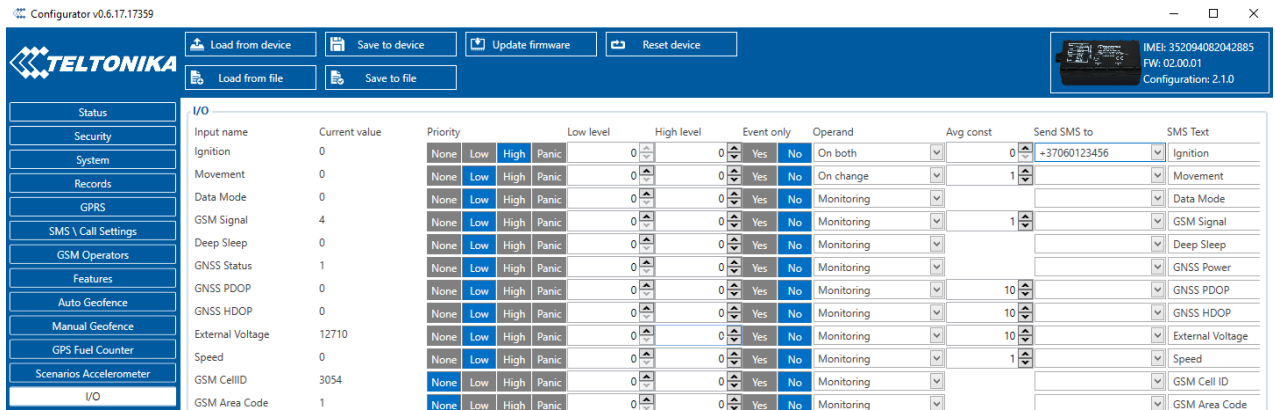 Configurator v0.6.17.17359
TELTONIKA
Load from device Save to device Update firmware Reset device
Load from file Save to file
IMEI: 352094082042885
FW: 02.00.01
Configuration: 2.1.0
Status
Security
System
Records
GPRS
SMS \ Call Settings
GSM Operators
Features
Auto Geofence
Manual Geofence
GPS Fuel Counter
Scenarios Accelerometer
I/O
I/O
Input name Current value Priority Low level High level Event only Operand Avg const Send SMS to SMS Text
Ignition 0 None Low High Panic 0 0 Yes No On both 0 +37060123456 Ignition
Movement 0 None Low High Panic 0 0 Yes No On change 1 Movement
Data Mode 0 None Low High Panic 0 0 Yes No Monitoring Data Mode
GSM Signal 4 None Low High Panic 0 0 Yes No Monitoring 1 GSM Signal
Deep Sleep 0 None Low High Panic 0 0 Yes No Monitoring Deep Sleep
GNSS Status 1 None Low High Panic 0 0 Yes No Monitoring GNSS Power
GNSS PDOP 0 None Low High Panic 0 0 Yes No Monitoring 10 GNSS PDOP
GNSS HDOP 0 None Low High Panic 0 0 Yes No Monitoring 10 GNSS HDOP
External Voltage 12710 None Low High Panic 0 0 Yes No Monitoring 10 External Voltage
Speed 0 None Low High Panic 0 0 Yes No Monitoring 1 Speed
GSM CellID 3054 None Low High Panic 0 0 Yes No Monitoring GSM Cell ID
GSM Area Code 1 None Low High Panic 0 0 Yes No Monitoring GSM Area Code